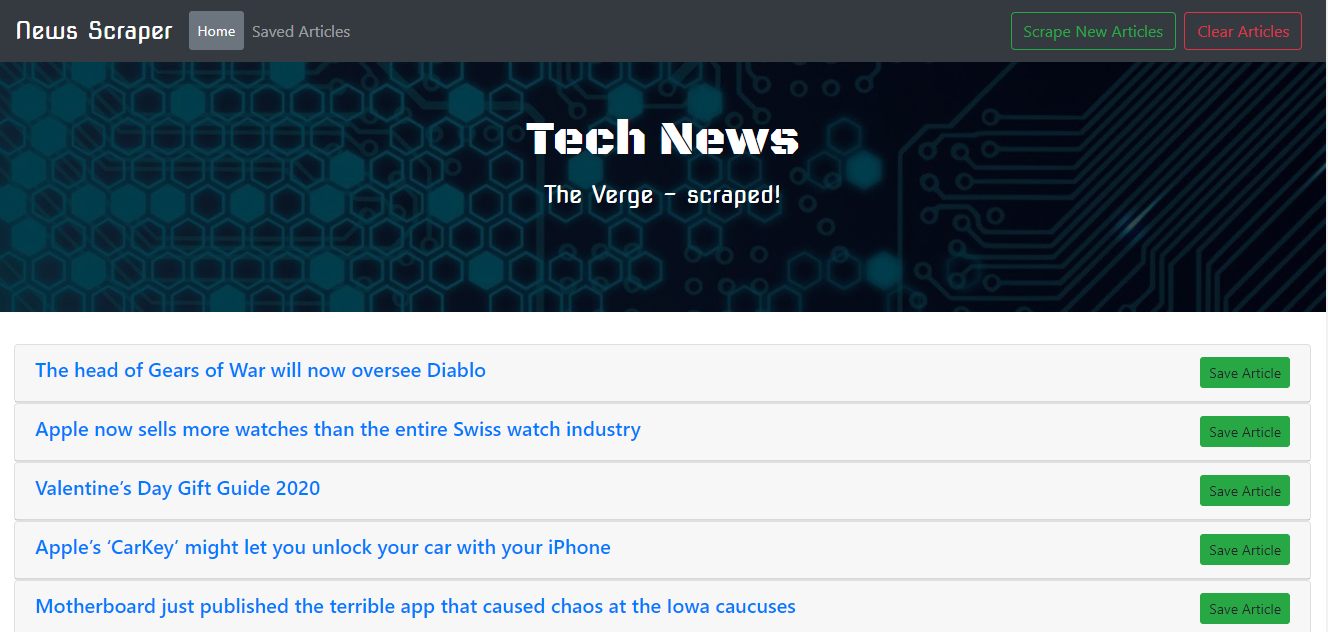 News Scraper Home Saved Articles Scrape New Articles Clear Articles
Tech News
The Verge - scraped!
The head of Gears of War will now oversee Diablo Save Article
Apple now sells more watches than the entire Swiss watch industry Save Article
Valentine’s Day Gift Guide 2020 Save Article
Apple’s ‘CarKey’ might let you unlock your car with your iPhone Save Article
Motherboard just published the terrible app that caused chaos at the Iowa caucuses Save Article